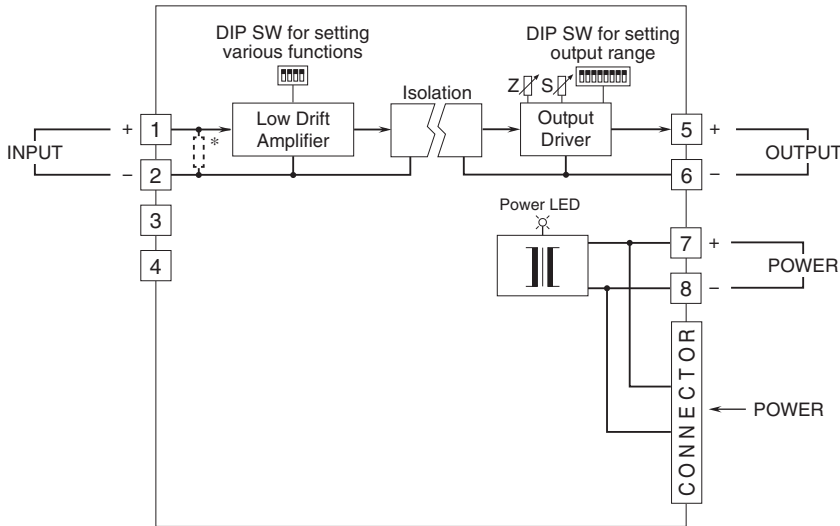 DIP SW for setting
various functions
DIP SW for setting
output range
Isolation
Z
S
Low Drift
Amplifier
Output
Driver
INPUT
+
1
*
−
2
3
4
5
+
OUTPUT
6
−
Power LED
7
+
POWER
8
−
CONNECTOR
POWER